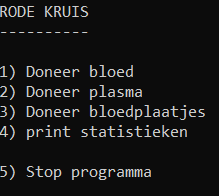 RODE KRUIS
----------
1) Doneer bloed
2) Doneer plasma
3) Doneer bloedplaatjes
4) print statistieken
5) Stop programma